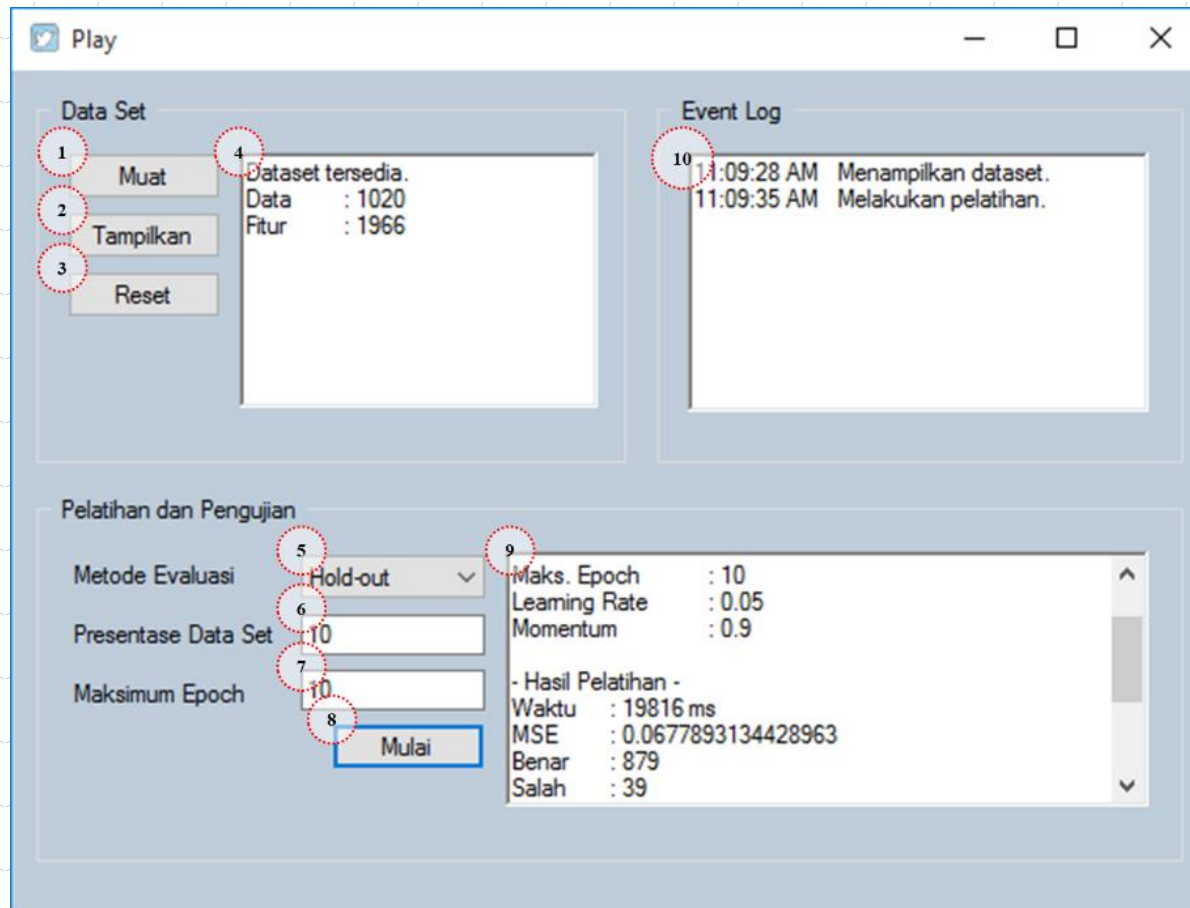 Play
Data Set
1
Muat
2
Tampilkan
3
Reset
4
Dataset tersedia.
Data : 1020
Fitur : 1966
Event Log
10
11:09:28 AM Menampilkan dataset.
11:09:35 AM Melakukan pelatihan.
Pelatihan dan Pengujian
5
Metode Evaluasi Hold-out
6
Presentase Data Set 10
7
Maksimum Epoch 10
8
Mulai
9
Maks. Epoch : 10
Learning Rate : 0.05
Momentum : 0.9
- Hasil Pelatihan -
Waktu : 19816 ms
MSE : 0.0677893134428963
Benar : 879
Salah : 39